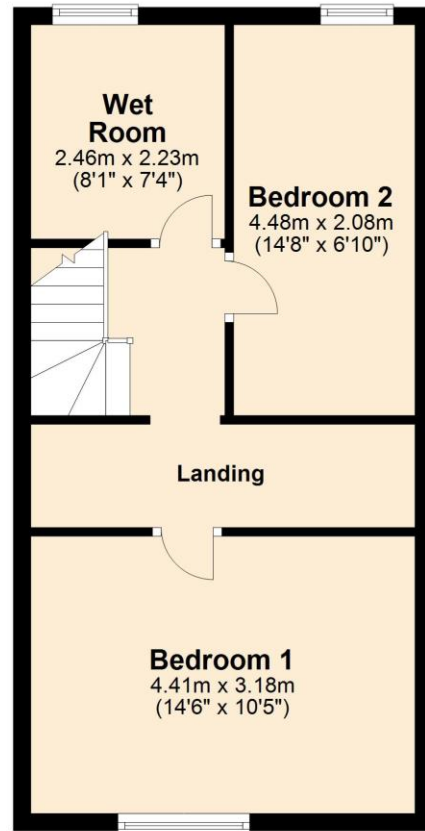 Wet
Room
2.46m x 2.23m
(8'1" x 7'4")
Bedroom 2
4.48m x 2.08m
(14'8" x 6'10")
Landing
Bedroom 1
4.41m x 3.18m
(14'6" x 10'5")